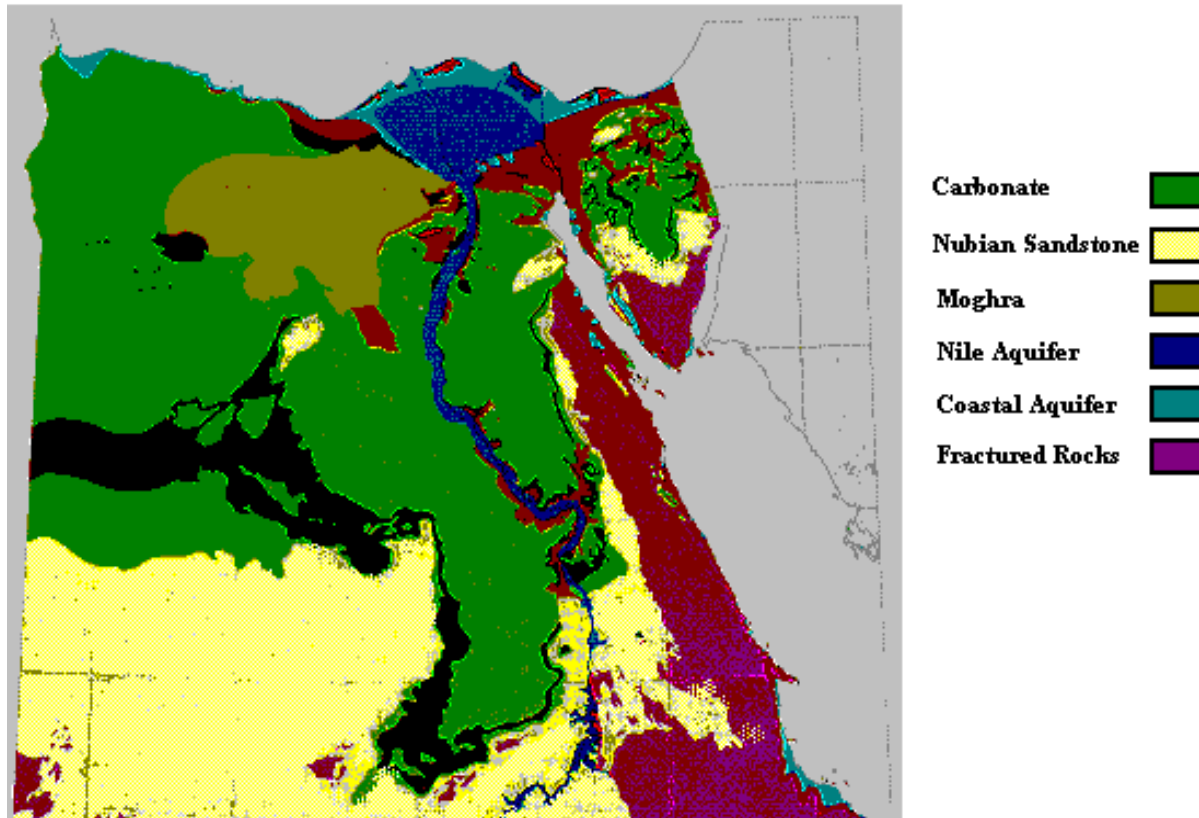 Carbonate
Nubian Sandstone
Moghra
Nile Aquifer
Coastal Aquifer
Fractured Rocks